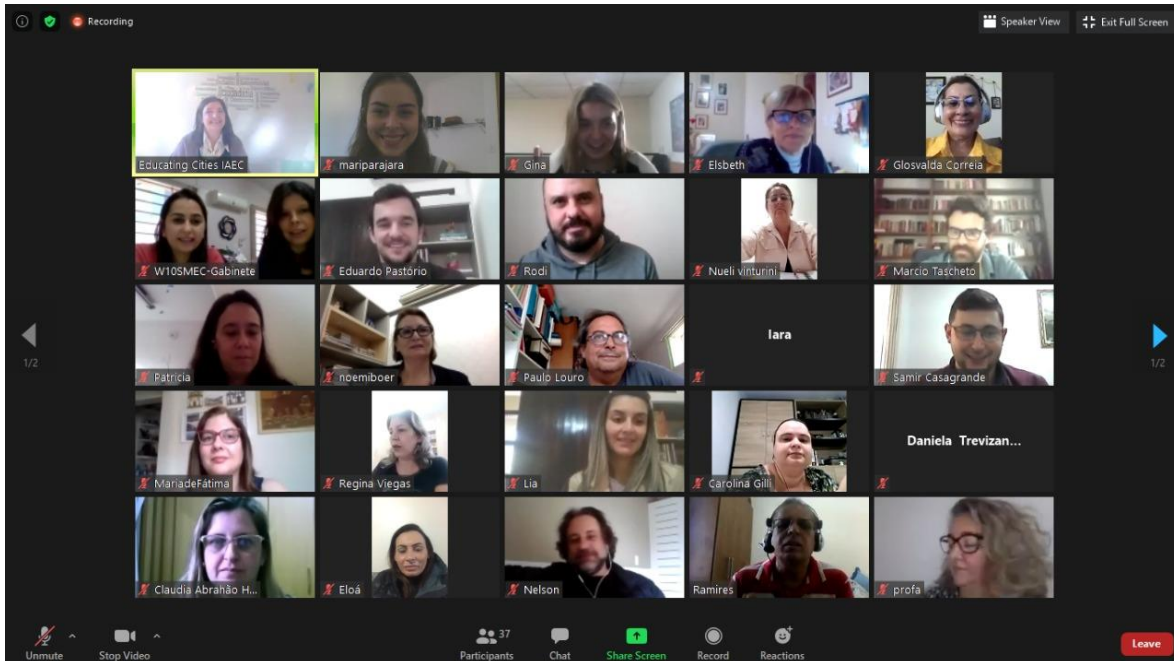 Recording
Speaker View
Exit Full Screen
Educating Cities IAEC
mariparajara
Gina
Elsbeth
Glosvalda Correia
W10SMEC-Gabinete
Eduardo Pastório
Rodi
Nueli vinturini
Marcio Tascheto
1/2
Patricia
noemiboer
Paulo Louro
Iara
Samir Casagrande
1/2
MariadeFátima
Regina Viegas
Lia
Carolina Gilli
Daniela Trevizan...
Claudia Abrahão H...
Eloá
Nelson
Ramires
profa
Unmute
Stop Video
37
Participants
Chat
Share Screen
Record
Reactions
Leave